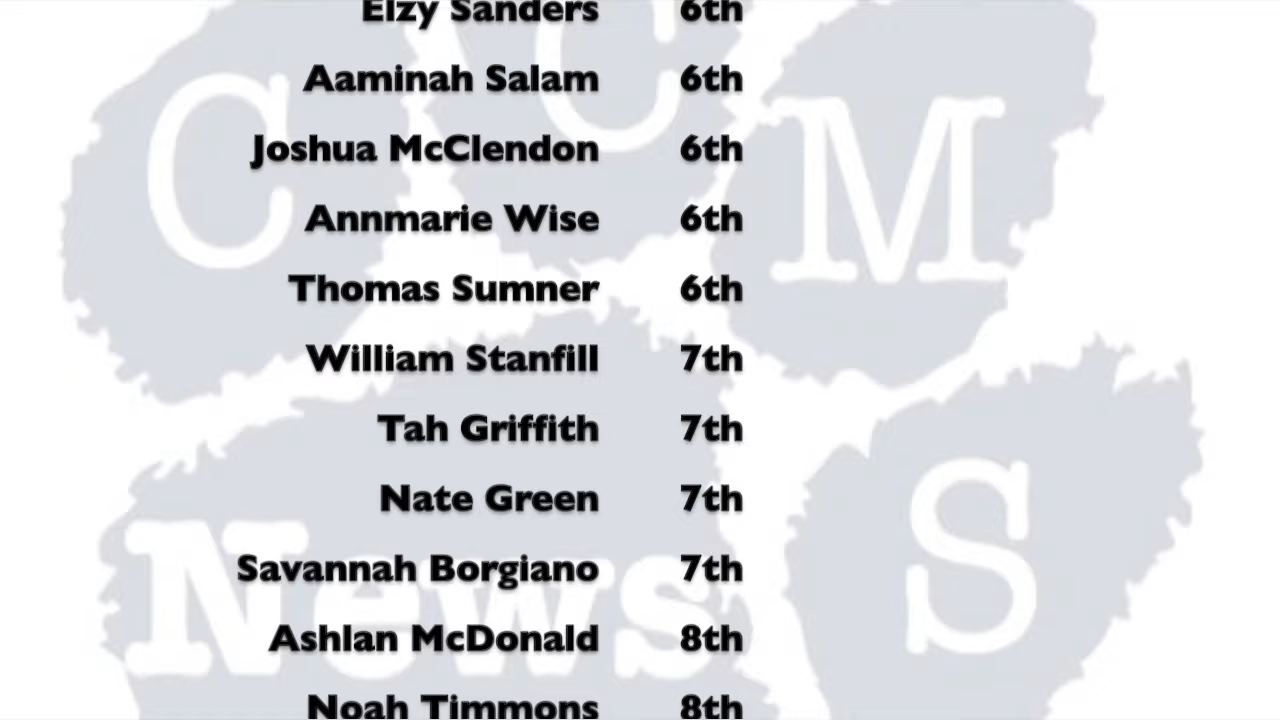 Elzy Sanders 6th
Aaminah Salam 6th
Joshua McClendon 6th
Annmarie Wise 6th
Thomas Sumner 6th
William Stanfill 7th
Tah Griffith 7th
Nate Green 7th
Savannah Borgiano 7th
Ashlan McDonald 8th
Noah Timmons 8th
C C M S
News